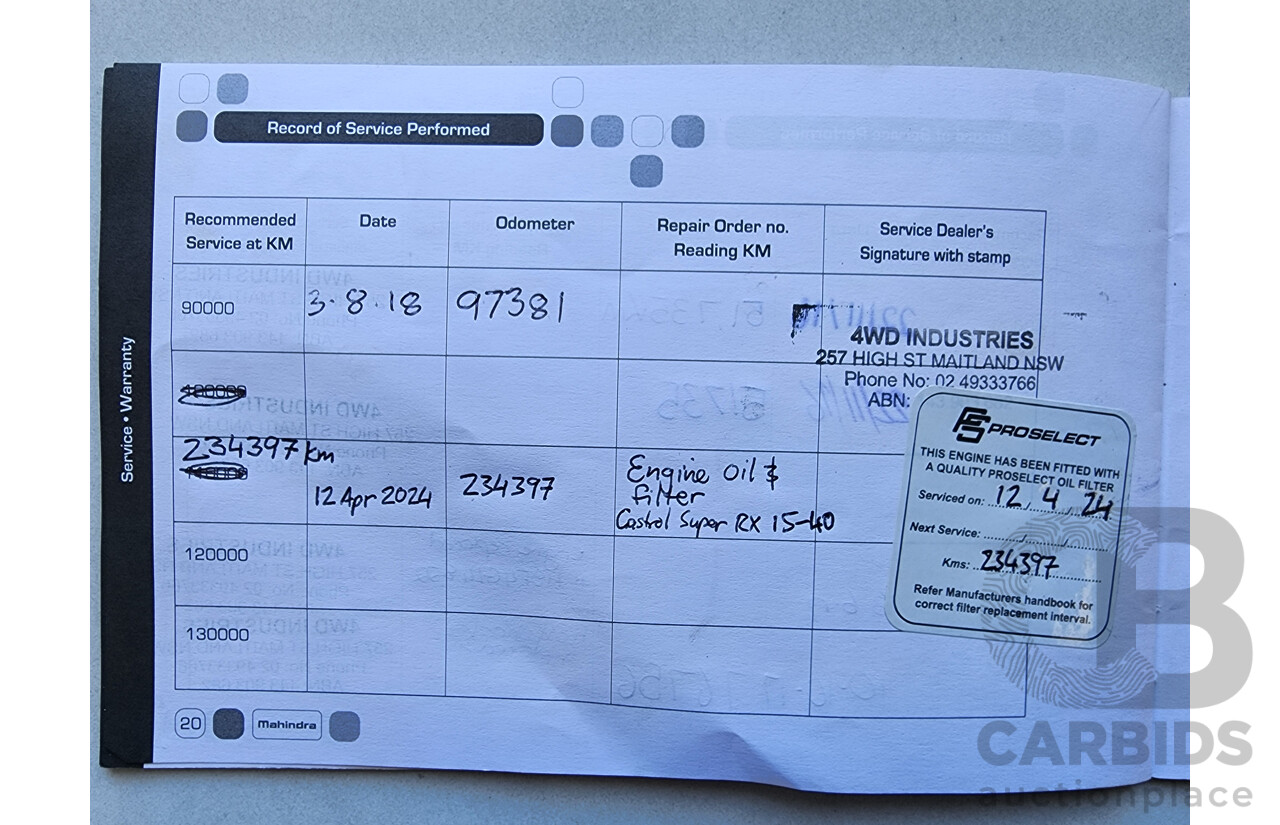 Record of Service Performed
Recommended Service at KM
Date
Odometer
Repair Order no. Reading KM
Service Dealer's Signature with stamp
90000
3·8·18
97381
4WD INDUSTRIES
257 HIGH ST MAITLAND NSW
Phone No: 02 49333766
ABN:
234397 km
12 Apr 2024
234397
Engine Oil &
filter
Castrol Super RX 15-40
120000
130000
PROSELECT
THIS ENGINE HAS BEEN FITTED WITH
A QUALITY PROSELECT OIL FILTER
Serviced on: 12 / 4 / 24
Next Service: ....../....../......
Kms: 234397
Refer Manufacturers handbook for
correct filter replacement interval.
Service • Warranty
20
Mahindra
CARBIDS
auctionplace